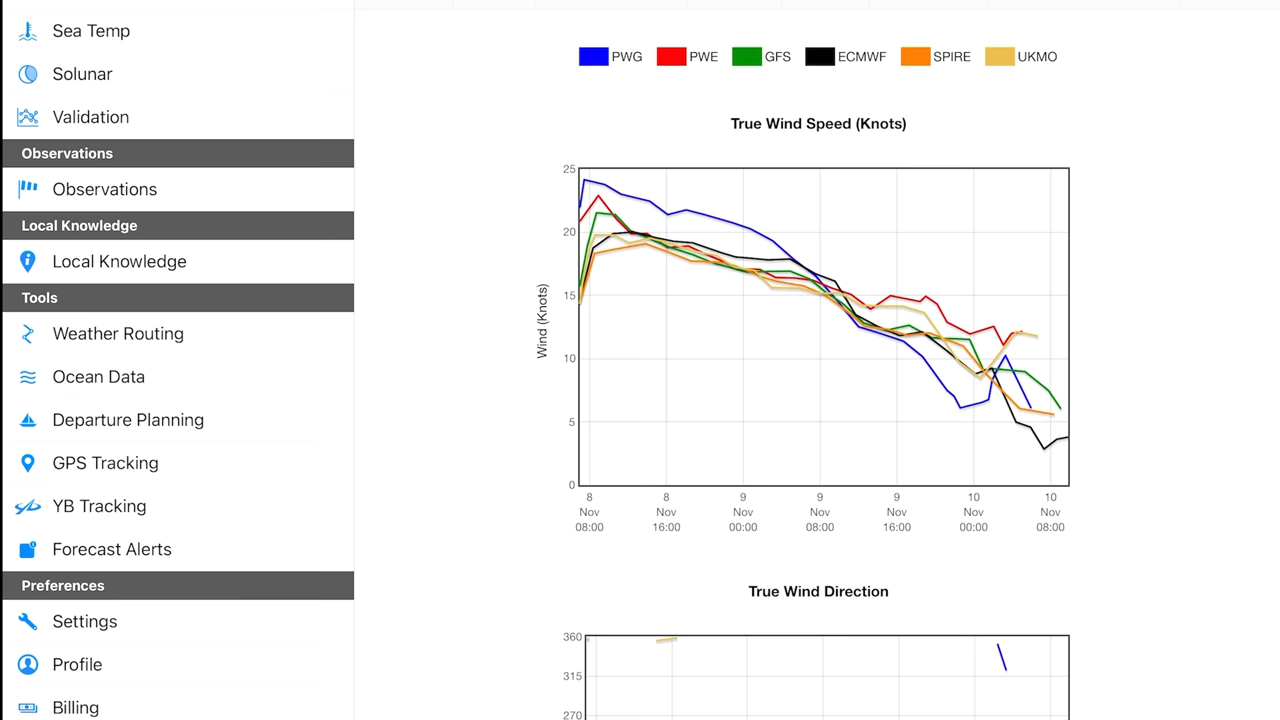 Sea Temp
Solunar
Validation
Observations
Observations
Local Knowledge
Local Knowledge
Tools
Weather Routing
Ocean Data
Departure Planning
GPS Tracking
YB Tracking
Forecast Alerts
Preferences
Settings
Profile
Billing
PWG PWE GFS ECMWF SPIRE UKMO
True Wind Speed (Knots)
Wind (Knots)
25
20
15
10
5
0
8 8 9 9 9 10 10
Nov Nov Nov Nov Nov Nov Nov
08:00 16:00 00:00 08:00 16:00 00:00 08:00
True Wind Direction
360
315
270